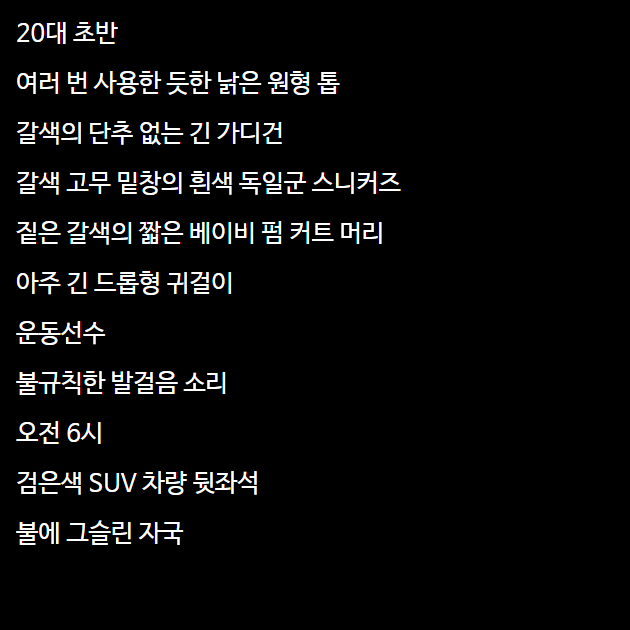 20대 초반
여러 번 사용한 듯한 낡은 원형 톱
갈색의 단추 없는 긴 가디건
갈색 고무 밑창의 흰색 독일군 스니커즈
짙은 갈색의 짧은 베이비 펌 커트 머리
아주 긴 드롭형 귀걸이
운동선수
불규칙한 발걸음 소리
오전 6시
검은색 SUV 차량 뒷좌석
불에 그슬린 자국